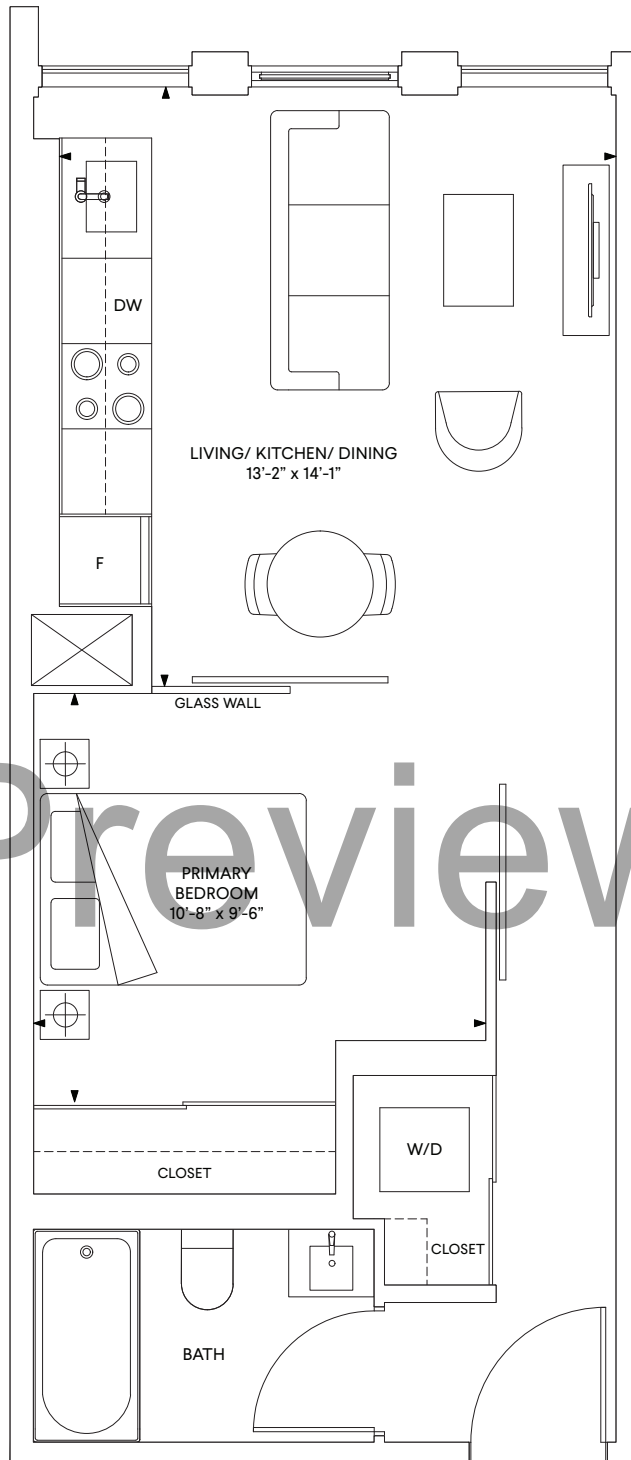 DW
LIVING/ KITCHEN/ DINING
13'-2" x 14'-1"
F
GLASS WALL
Preview
PRIMARY
BEDROOM
10'-8" x 9'-6"
W/D
CLOSET
CLOSET
BATH